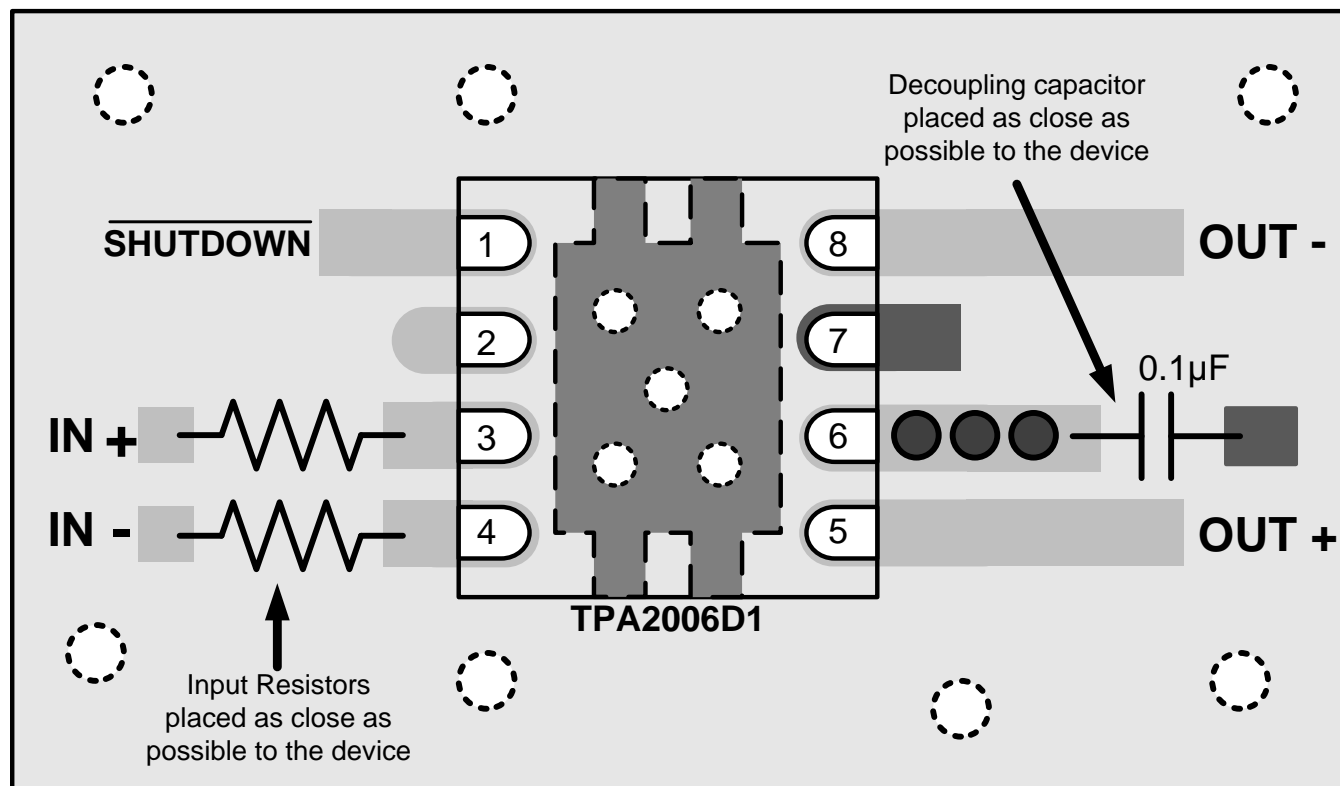 Decoupling capacitor
placed as close as
possible to the device
SHUTDOWN
1
8
OUT -
2
7
0.1µF
IN +
3
6
IN -
4
5
OUT +
TPA2006D1
Input Resistors
placed as close as
possible to the device